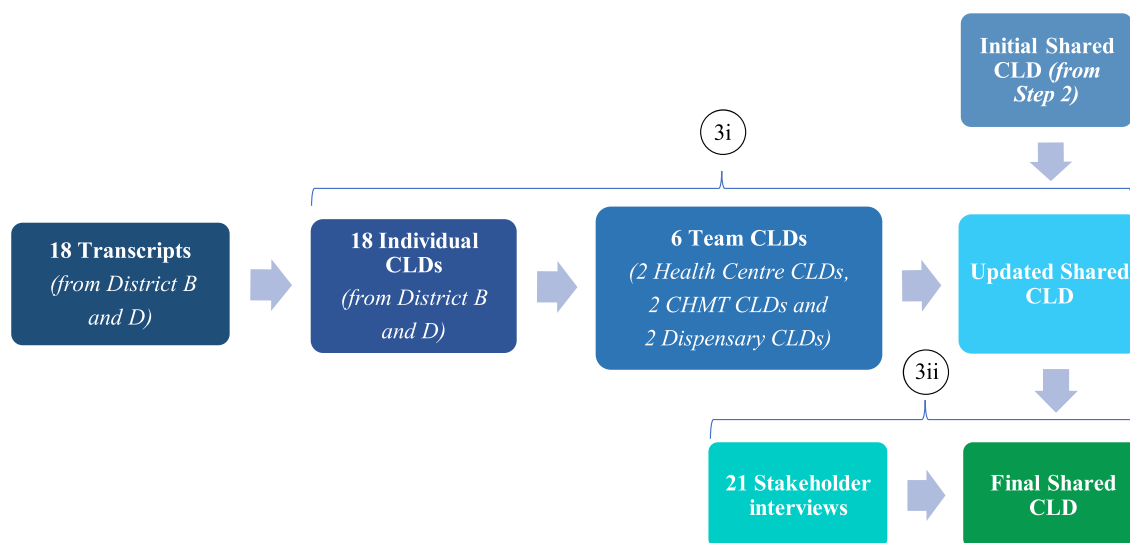 Initial Shared
CLD (from
Step 2)
3i
18 Transcripts
(from District B
and D)
18 Individual
CLDs
(from District B
and D)
6 Team CLDs
(2 Health Centre CLDs,
2 CHMT CLDs and
2 Dispensary CLDs)
Updated Shared
CLD
3ii
21 Stakeholder
interviews
Final Shared
CLD